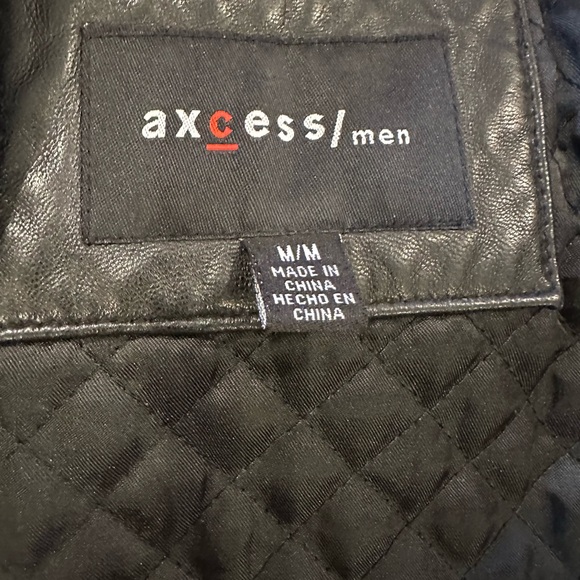 axcess/men
M/M
MADE IN
CHINA
HECHO EN
CHINA